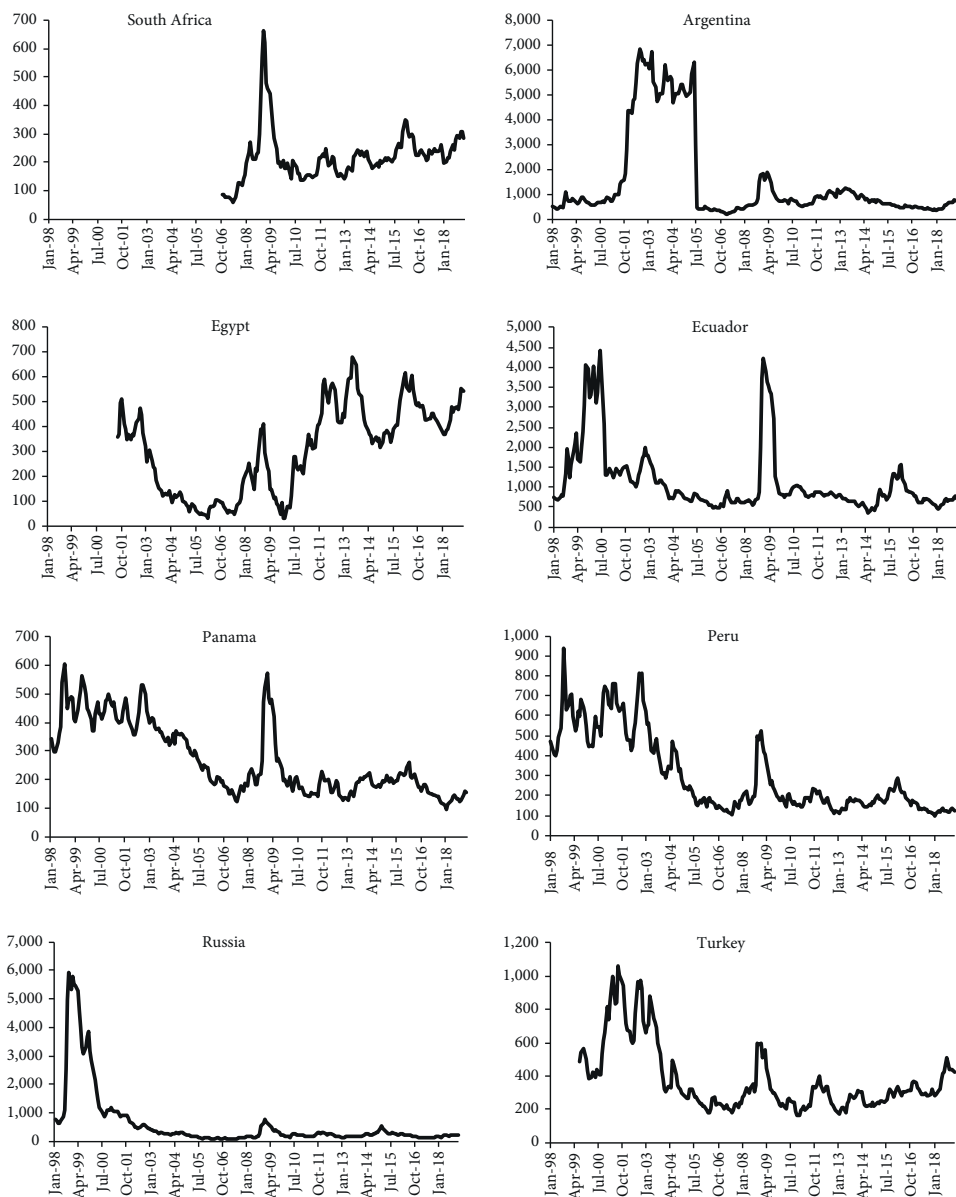 South Africa
700
600
500
400
300
200
100
0
Jan-98
Apr-99
Jul-00
Oct-01
Jan-03
Apr-04
Jul-05
Oct-06
Jan-08
Apr-09
Jul-10
Oct-11
Jan-13
Apr-14
Jul-15
Oct-16
Jan-18
Argentina
8,000
7,000
6,000
5,000
4,000
3,000
2,000
1,000
0
Jan-98
Apr-99
Jul-00
Oct-01
Jan-03
Apr-04
Jul-05
Oct-06
Jan-08
Apr-09
Jul-10
Oct-11
Jan-13
Apr-14
Jul-15
Oct-16
Jan-18
Egypt
800
700
600
500
400
300
200
100
0
Jan-98
Apr-99
Jul-00
Oct-01
Jan-03
Apr-04
Jul-05
Oct-06
Jan-08
Apr-09
Jul-10
Oct-11
Jan-13
Apr-14
Jul-15
Oct-16
Jan-18
Ecuador
5,000
4,500
4,000
3,500
3,000
2,500
2,000
1,500
1,000
500
0
Jan-98
Apr-99
Jul-00
Oct-01
Jan-03
Apr-04
Jul-05
Oct-06
Jan-08
Apr-09
Jul-10
Oct-11
Jan-13
Apr-14
Jul-15
Oct-16
Jan-18
Panama
700
600
500
400
300
200
100
0
Jan-98
Apr-99
Jul-00
Oct-01
Jan-03
Apr-04
Jul-05
Oct-06
Jan-08
Apr-09
Jul-10
Oct-11
Jan-13
Apr-14
Jul-15
Oct-16
Jan-18
Peru
1,000
900
800
700
600
500
400
300
200
100
0
Jan-98
Apr-99
Jul-00
Oct-01
Jan-03
Apr-04
Jul-05
Oct-06
Jan-08
Apr-09
Jul-10
Oct-11
Jan-13
Apr-14
Jul-15
Oct-16
Jan-18
Russia
7,000
6,000
5,000
4,000
3,000
2,000
1,000
0
Jan-98
Apr-99
Jul-00
Oct-01
Jan-03
Apr-04
Jul-05
Oct-06
Jan-08
Apr-09
Jul-10
Oct-11
Jan-13
Apr-14
Jul-15
Oct-16
Jan-18
Turkey
1,200
1,000
800
600
400
200
0
Jan-98
Apr-99
Jul-00
Oct-01
Jan-03
Apr-04
Jul-05
Oct-06
Jan-08
Apr-09
Jul-10
Oct-11
Jan-13
Apr-14
Jul-15
Oct-16
Jan-18